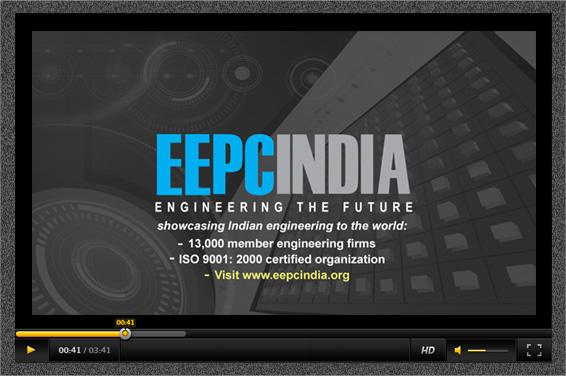 EEPCINDIA
ENGINEERING THE FUTURE
showcasing Indian engineering to the world:
- 13,000 member engineering firms
- ISO 9001: 2000 certified organization
- Visit www.eepcindia.org
00:41
00:41 / 03:41
HD